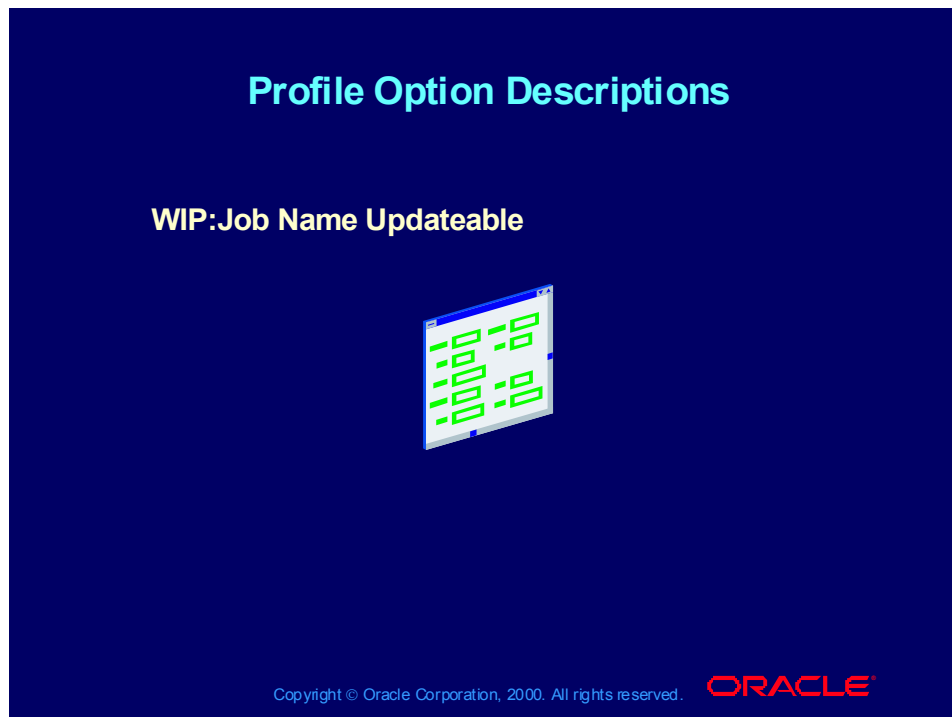 Profile Option Descriptions
WIP:Job Name Updateable
Copyright © Oracle Corporation, 2000. All rights reserved.
ORACLE®